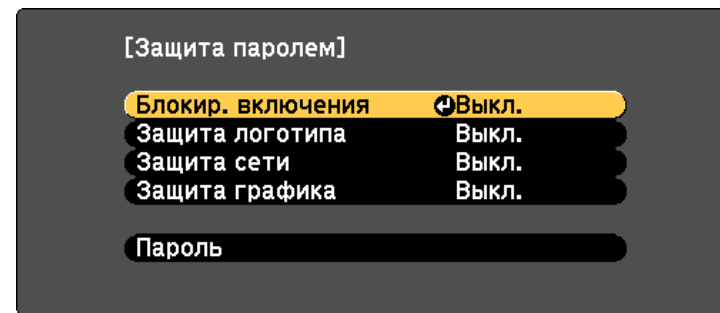 [Защита паролем]
Блокир. включения Выкл.
Защита логотипа Выкл.
Защита сети Выкл.
Защита графика Выкл.
Пароль